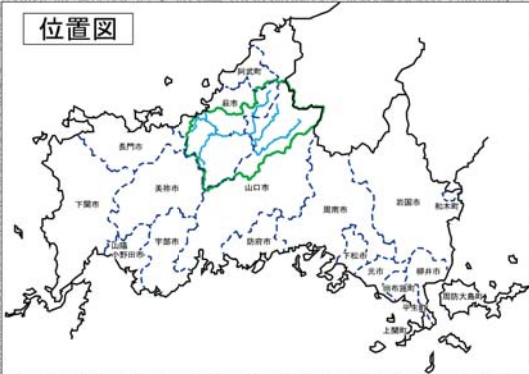 位置図
阿武町
萩市
長門市
美祢市
山口市
下関市
周南市
岩国市
和木町
山陽
小野田市
宇部市
防府市
下松市
光市
柳井市
田布施町
平生町
周防大島町
上関町